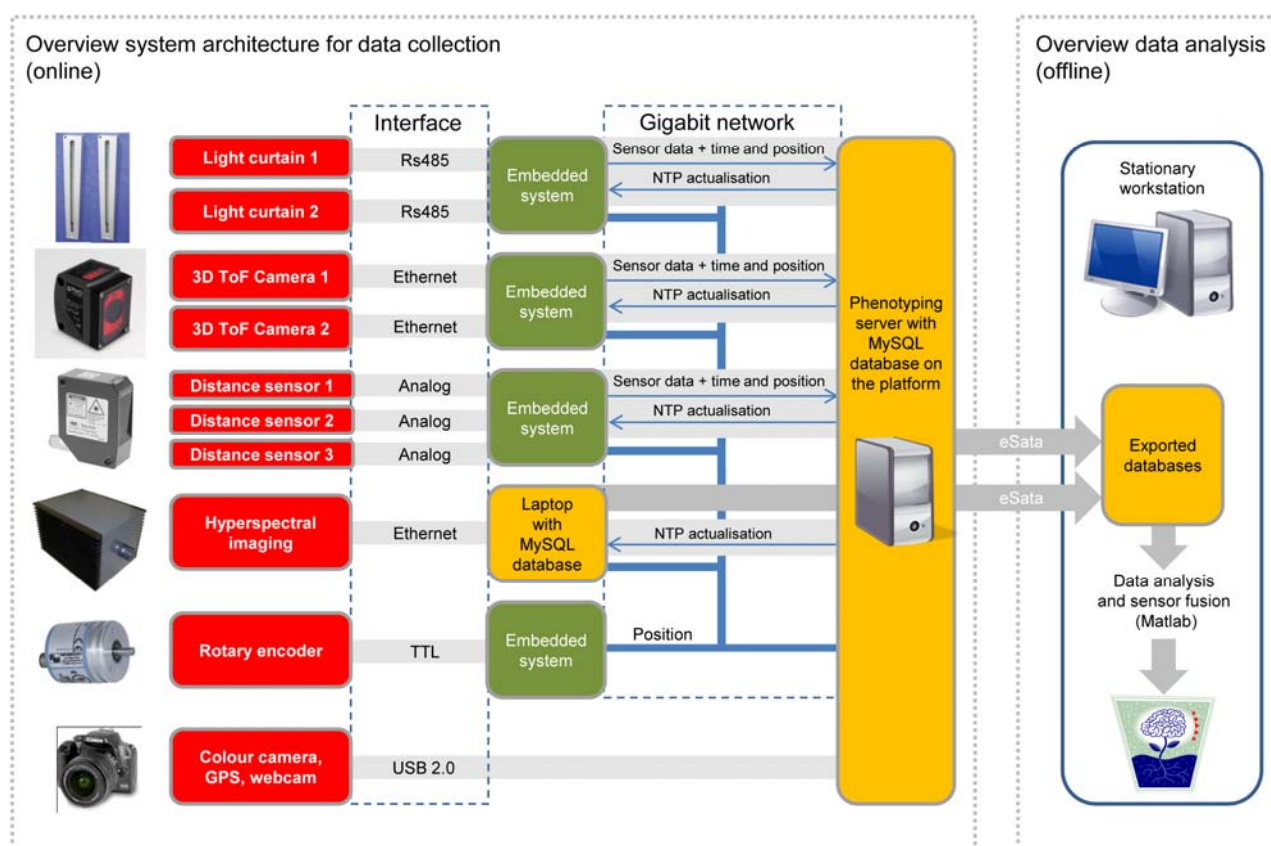 Overview system architecture for data collection
(online)
Overview data analysis
(offline)
Interface
Gigabit network
Light curtain 1
Rs485
Light curtain 2
Rs485
Embedded
system
Sensor data + time and position
NTP actualisation
3D ToF Camera 1
Ethernet
3D ToF Camera 2
Ethernet
Embedded
system
Sensor data + time and position
NTP actualisation
Distance sensor 1
Analog
Distance sensor 2
Analog
Distance sensor 3
Analog
Embedded
system
Sensor data + time and position
NTP actualisation
Hyperspectral
imaging
Ethernet
Laptop
with
MySQL
database
NTP actualisation
Rotary encoder
TTL
Embedded
system
Position
Colour camera,
GPS, webcam
USB 2.0
Phenotyping
server with
MySQL
database on
the platform
eSata
eSata
Stationary
workstation
Exported
databases
Data analysis
and sensor fusion
(Matlab)